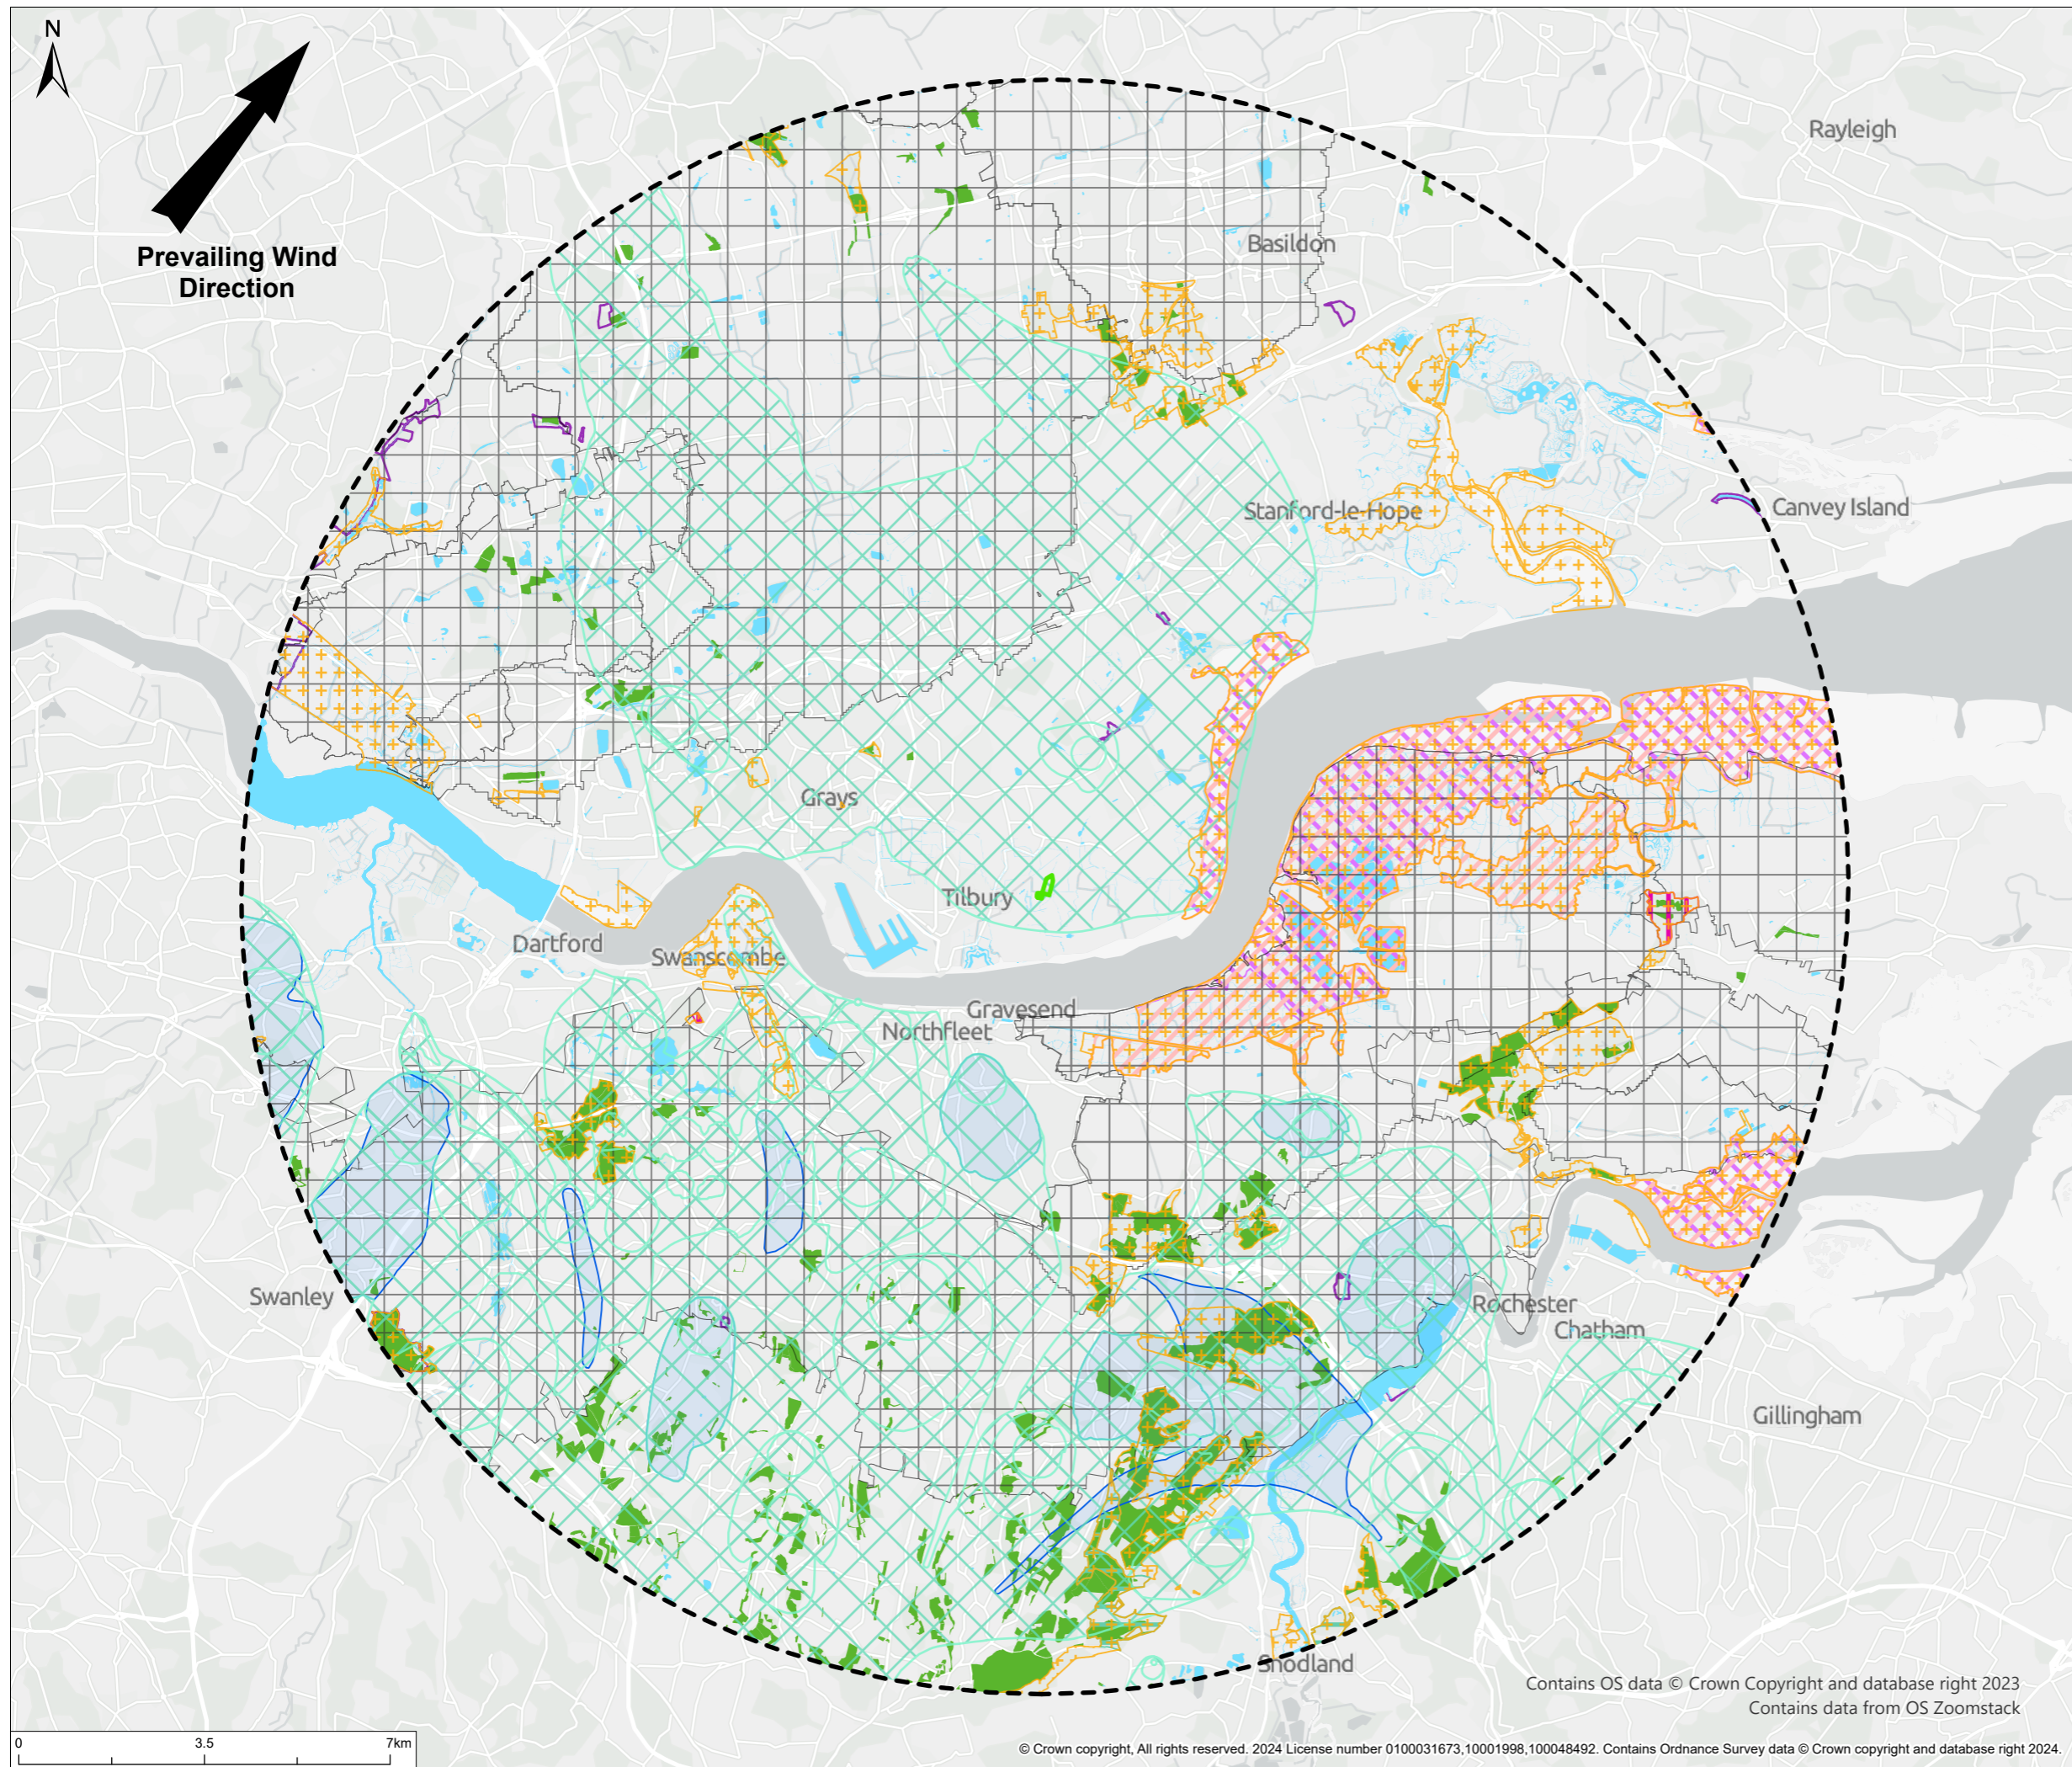 N
Prevailing Wind
Direction
Rayleigh
Basildon
Stanford-le-Hope
Canvey Island
Grays
Tilbury
Dartford
Swanscombe
Gravesend
Northfleet
Swanley
Rochester
Chatham
Gillingham
Snodland
Contains OS data © Crown Copyright and database right 2023
Contains data from OS Zoomstack
0 3.5 7km
© Crown copyright, All rights reserved. 2024 License number 0100031673,10001998,100048492. Contains Ordnance Survey data © Crown copyright and database right 2024.